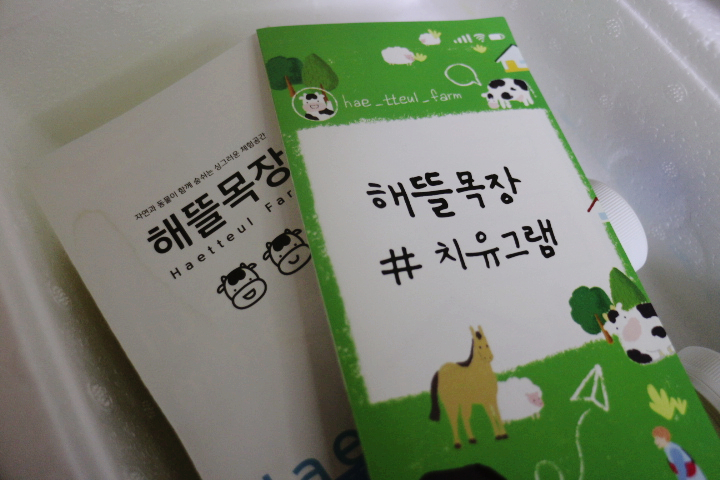 자연과 동물이 함께 숨쉬는 싱그러운 체험공간
해뜰목장
Haetteul Far
hae_tteul_farm
해뜰목장
# 치유그램